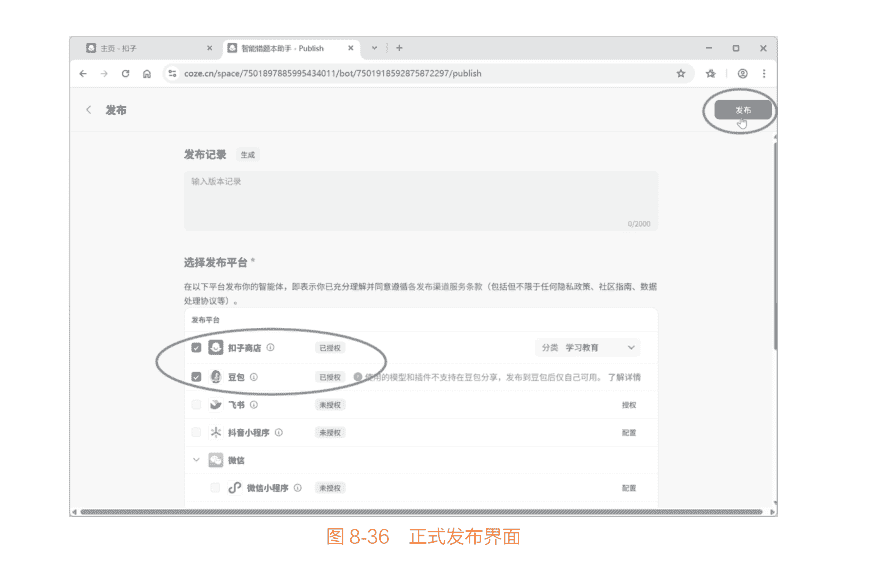 主页 - 扣子
智能错题本助手 - Publish
coze.cn/space/7501897885995434011/bot/7501918592875872297/publish
发布
发布
发布记录 生成
输入版本记录
0/2000
选择发布平台 *
在以下平台发布你的智能体，即表示你已充分理解并同意遵循各发布渠道服务条款（包括但不限于任何隐私政策、社区指南、数据
处理协议等）。
发布平台
扣子商店 已授权 分类 学习教育
豆包 已授权 使用的模型和插件不支持在豆包分享，发布到豆包后仅自己可用。 了解详情
飞书 未授权 授权
抖音小程序 未授权 配置
微信
微信小程序 未授权 配置
图 8-36 正式发布界面